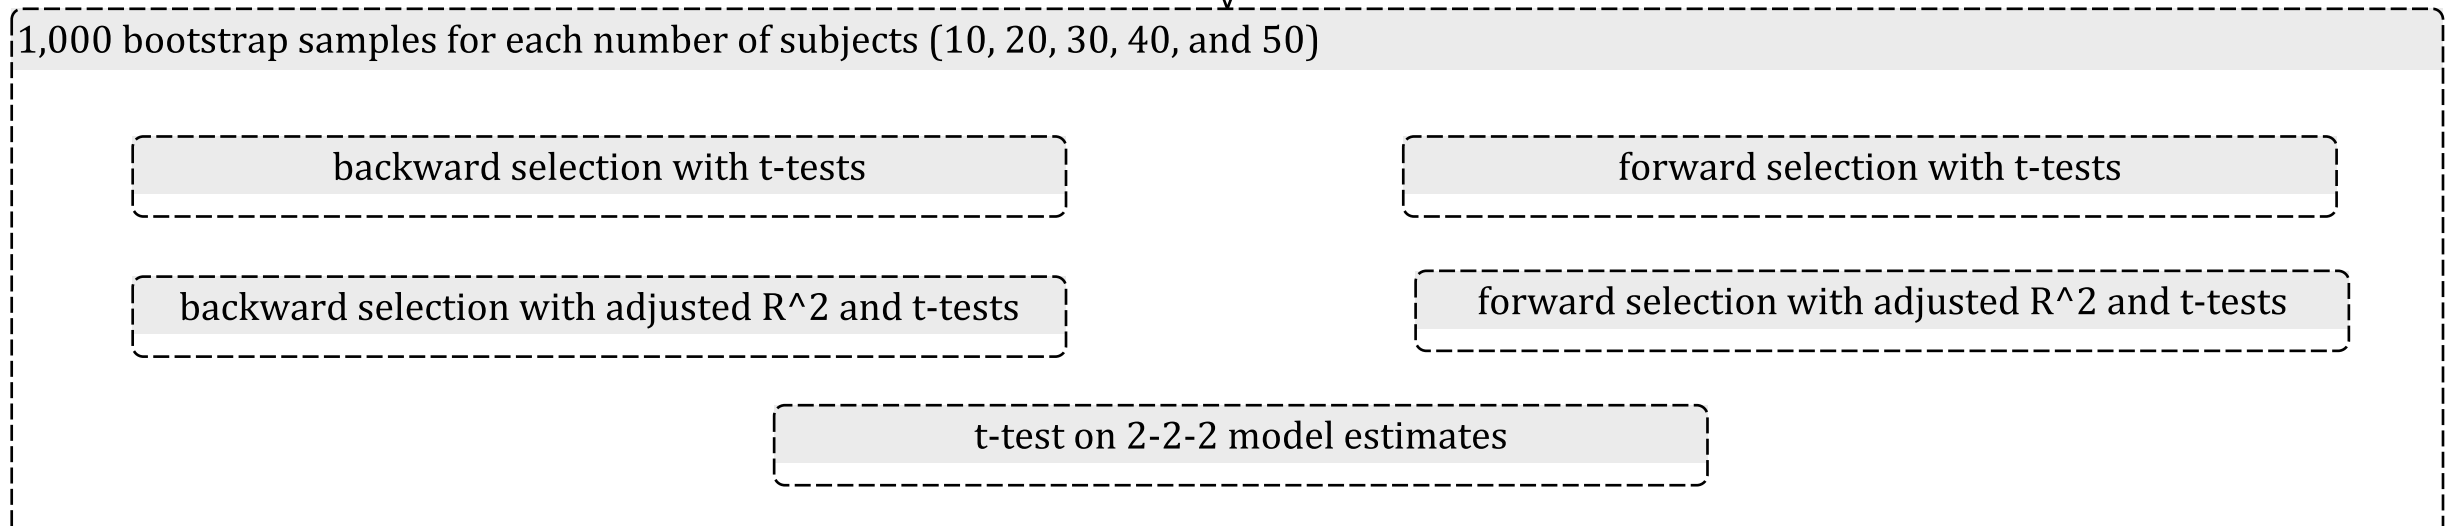 1,000 bootstrap samples for each number of subjects (10, 20, 30, 40, and 50)
backward selection with t-tests
forward selection with t-tests
backward selection with adjusted R^2 and t-tests
forward selection with adjusted R^2 and t-tests
t-test on 2-2-2 model estimates